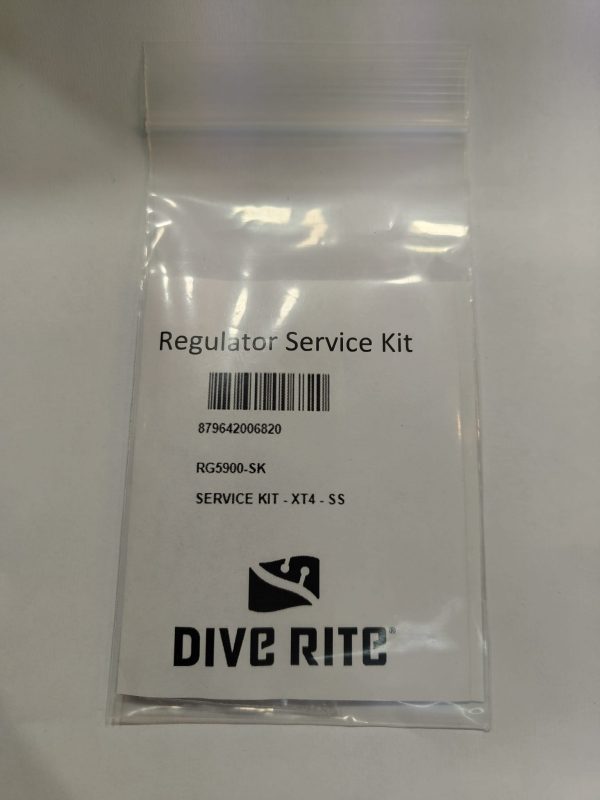 Regulator Service Kit
879642006820
RG5900-SK
SERVICE KIT - XT4 - SS
DIVE RITE®